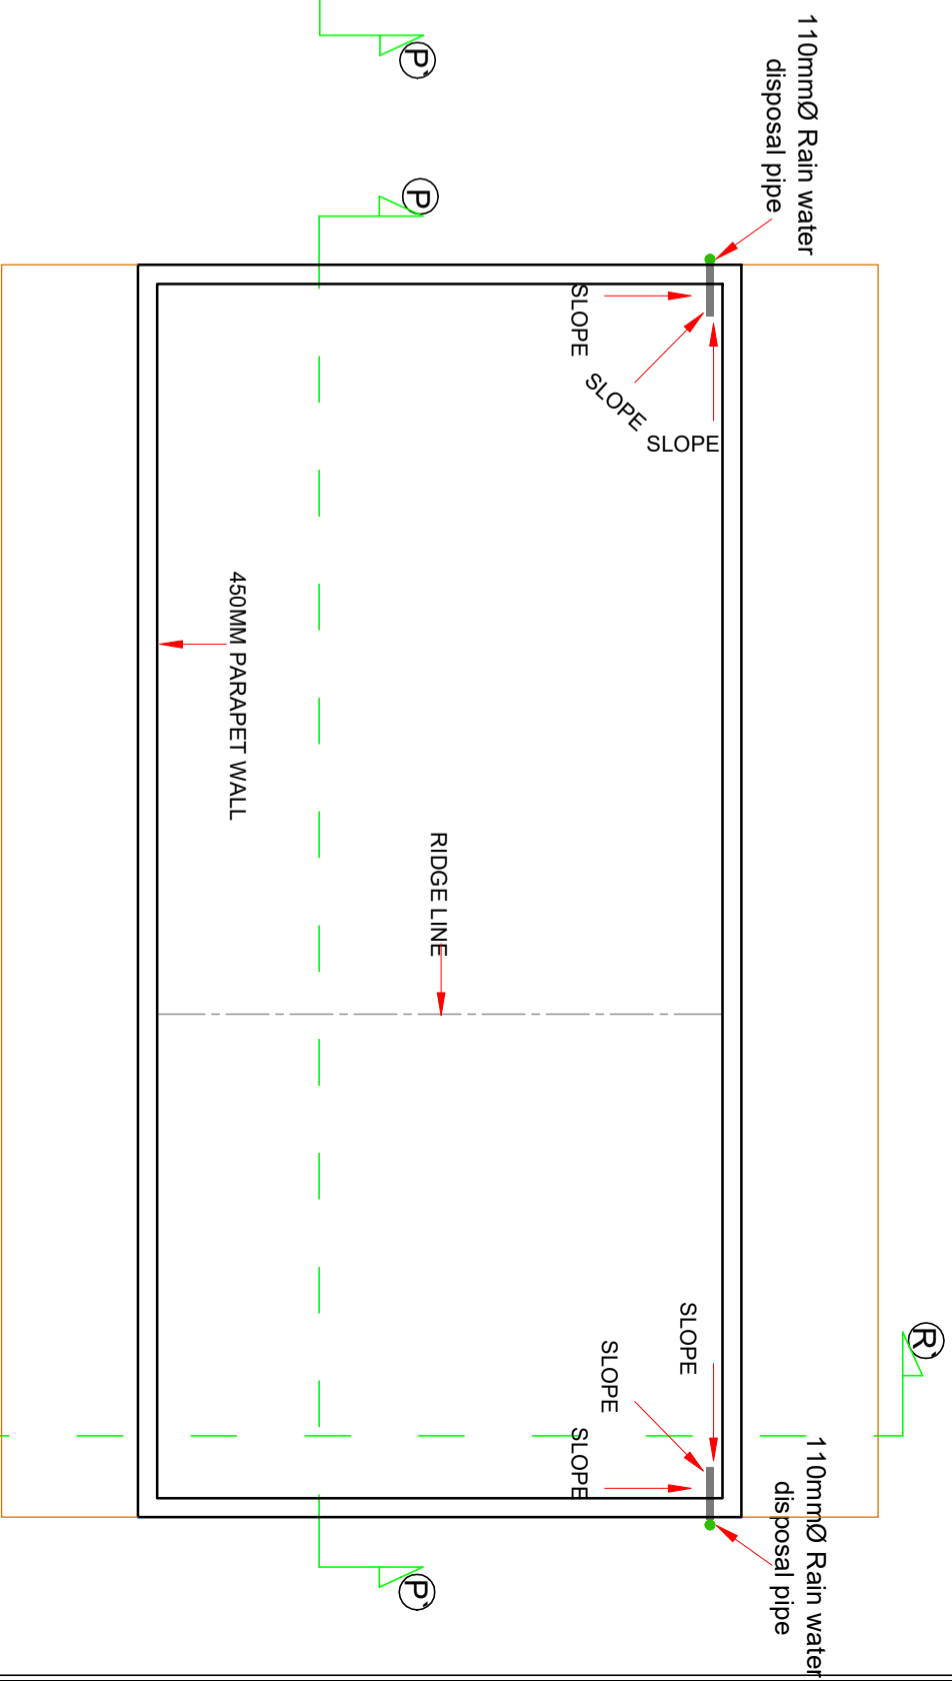 P'
P
110mmØ Rain water
disposal pipe
SLOPE
SLOPE
SLOPE
450MM PARAPET WALL
RIDGE LINE
SLOPE
SLOPE
SLOPE
R'
110mmØ Rain water
disposal pipe
P'